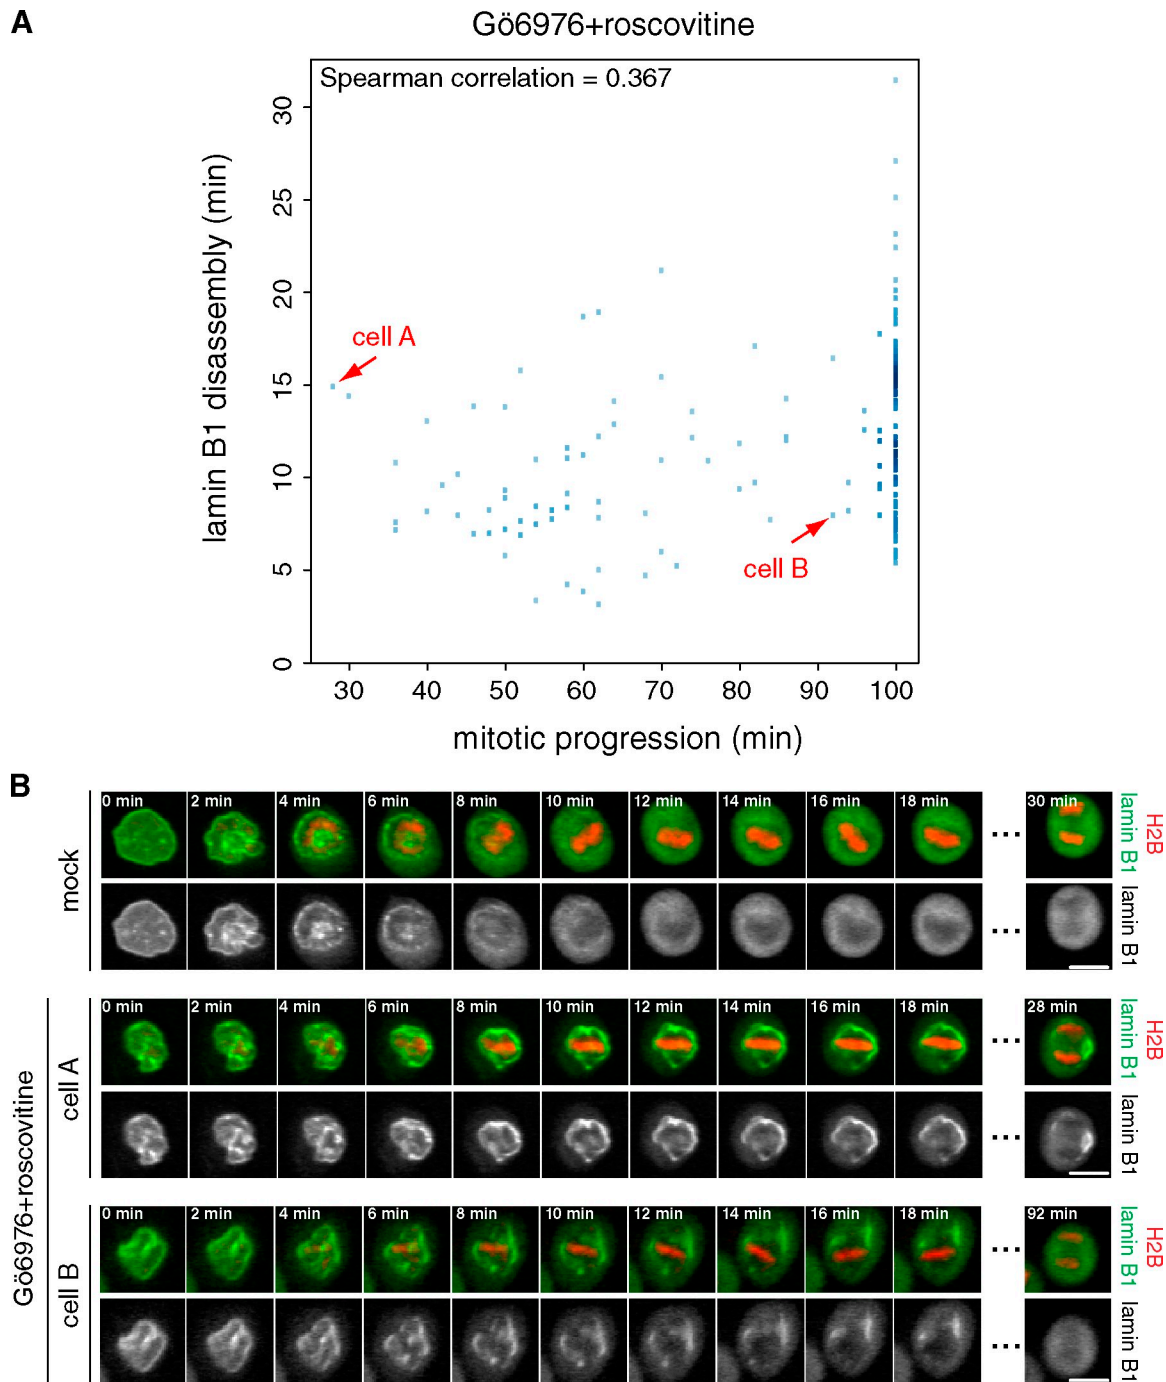 A
Gö6976+roscovitine
Spearman correlation = 0.367
lamin B1 disassembly (min)
30
25
20
15
10
5
0
cell A
cell B
30 40 50 60 70 80 90 100
mitotic progression (min)
B
mock
0 min 2 min 4 min 6 min 8 min 10 min 12 min 14 min 16 min 18 min ... 30 min
lamin B1
H2B
...
lamin B1
Gö6976+roscovitine
cell A
0 min 2 min 4 min 6 min 8 min 10 min 12 min 14 min 16 min 18 min ... 28 min
lamin B1
H2B
...
lamin B1
cell B
0 min 2 min 4 min 6 min 8 min 10 min 12 min 14 min 16 min 18 min ... 92 min
lamin B1
H2B
...
lamin B1